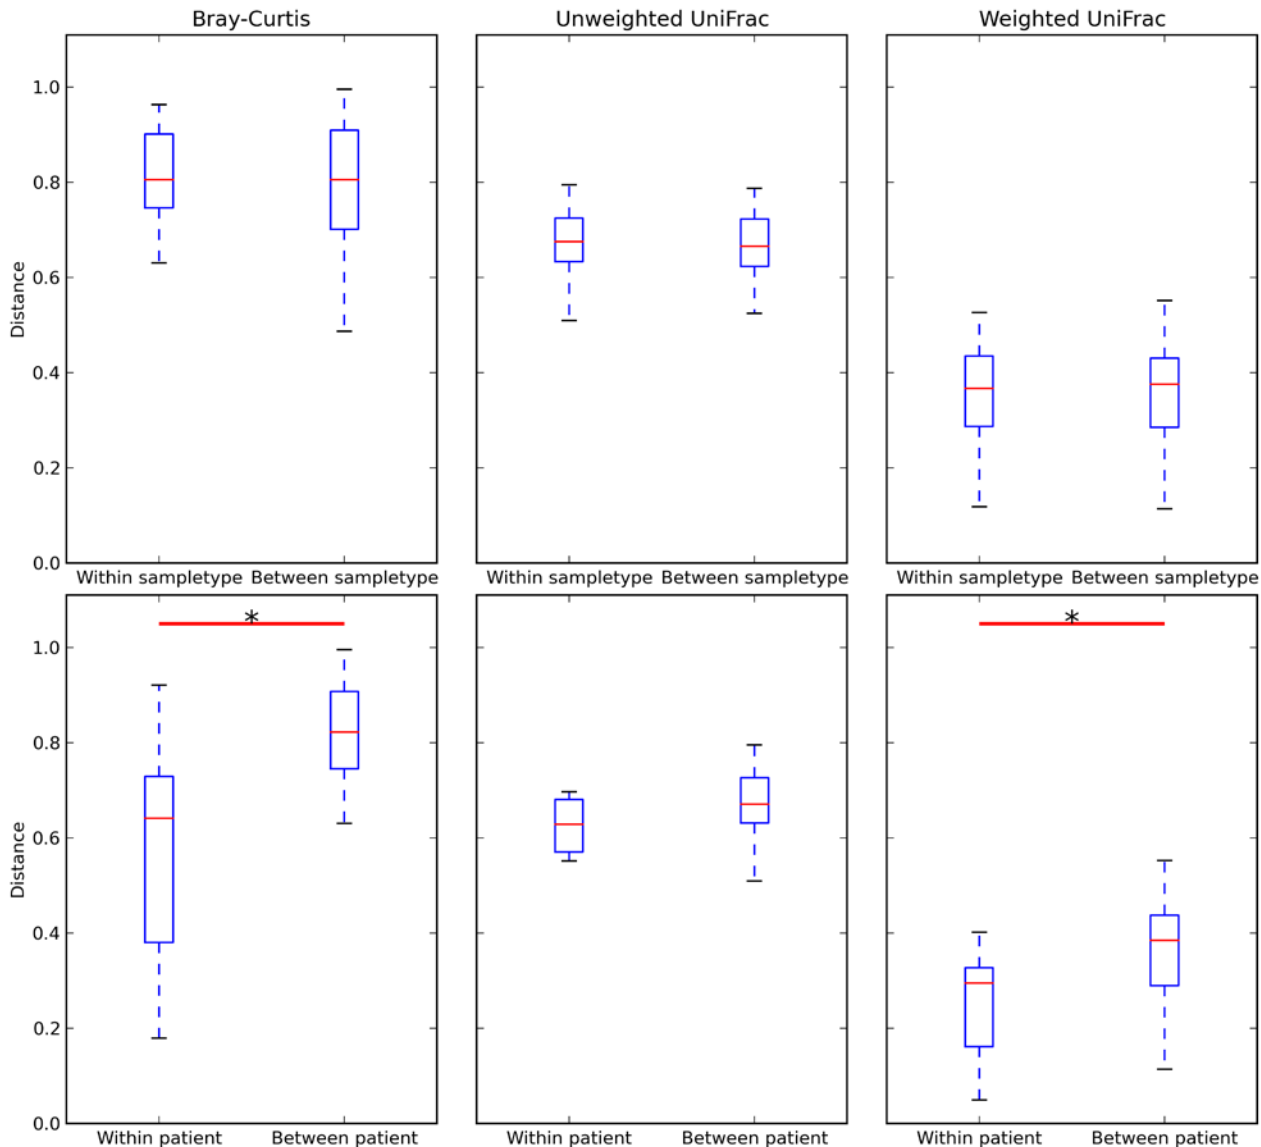 Bray-Curtis Unweighted UniFrac Weighted UniFrac
1.0
0.8
0.6
0.4
0.2
0.0
Distance
Within sampletype Between sampletype Within sampletype Between sampletype Within sampletype Between sampletype
* *
1.0
0.8
0.6
0.4
0.2
0.0
Distance
Within patient Between patient Within patient Between patient Within patient Between patient